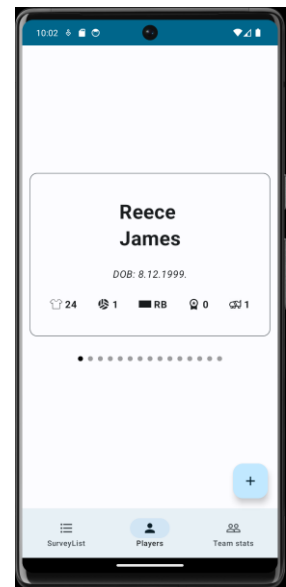 10:02
Reece
James
DOB: 8.12.1999.
24 1 RB 0 1
+
SurveyList Players Team stats